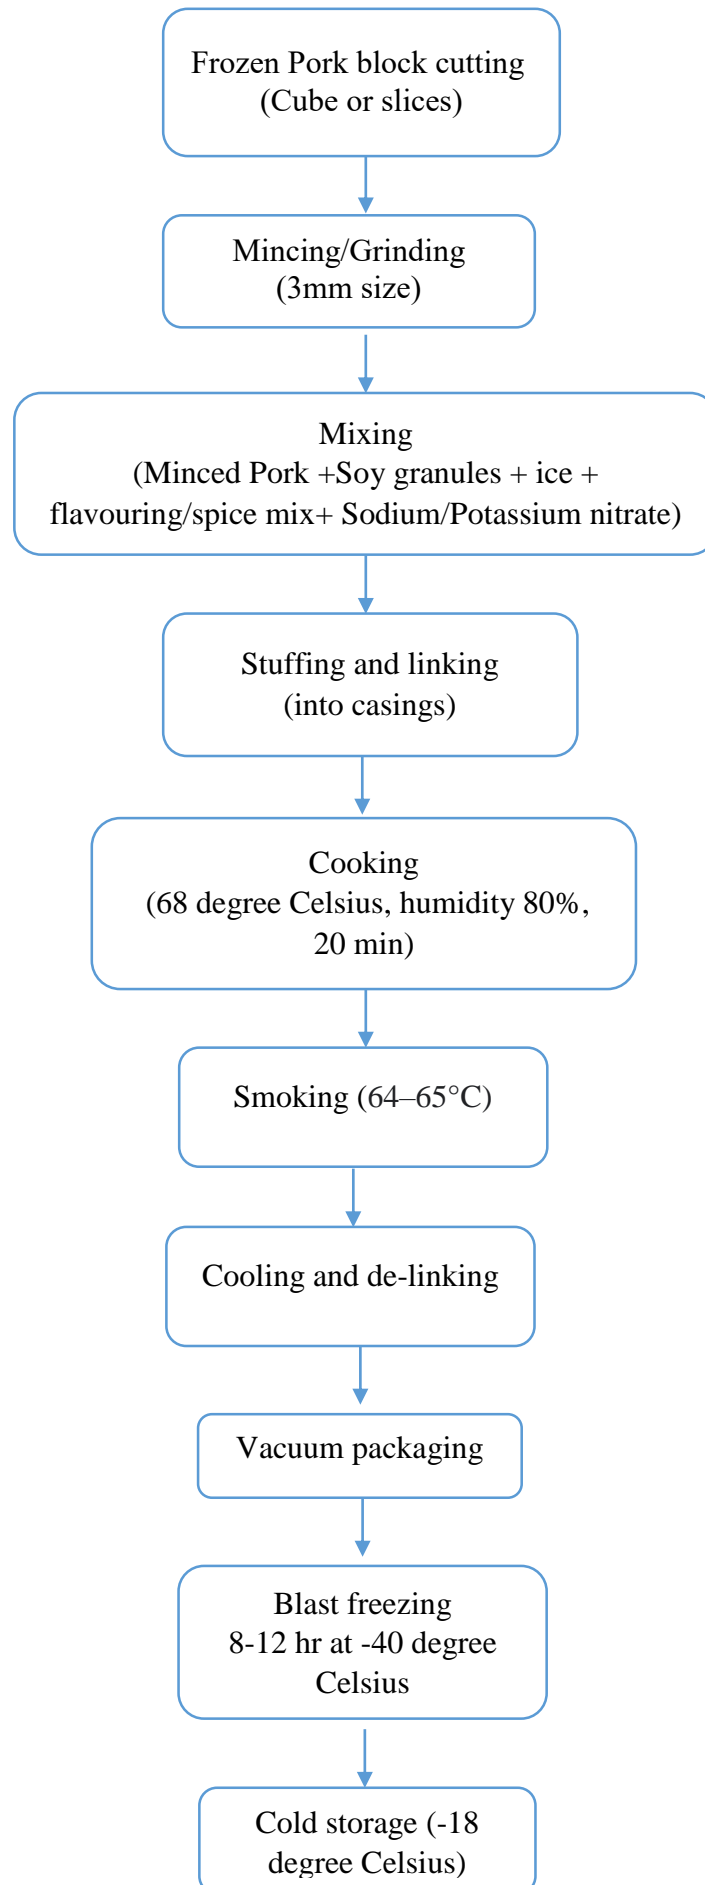 Frozen Pork block cutting
(Cube or slices)
Mincing/Grinding
(3mm size)
Mixing
(Minced Pork +Soy granules + ice +
flavouring/spice mix+ Sodium/Potassium nitrate)
Stuffing and linking
(into casings)
Cooking
(68 degree Celsius, humidity 80%,
20 min)
Smoking (64–65°C)
Cooling and de-linking
Vacuum packaging
Blast freezing
8-12 hr at -40 degree
Celsius
Cold storage (-18
degree Celsius)